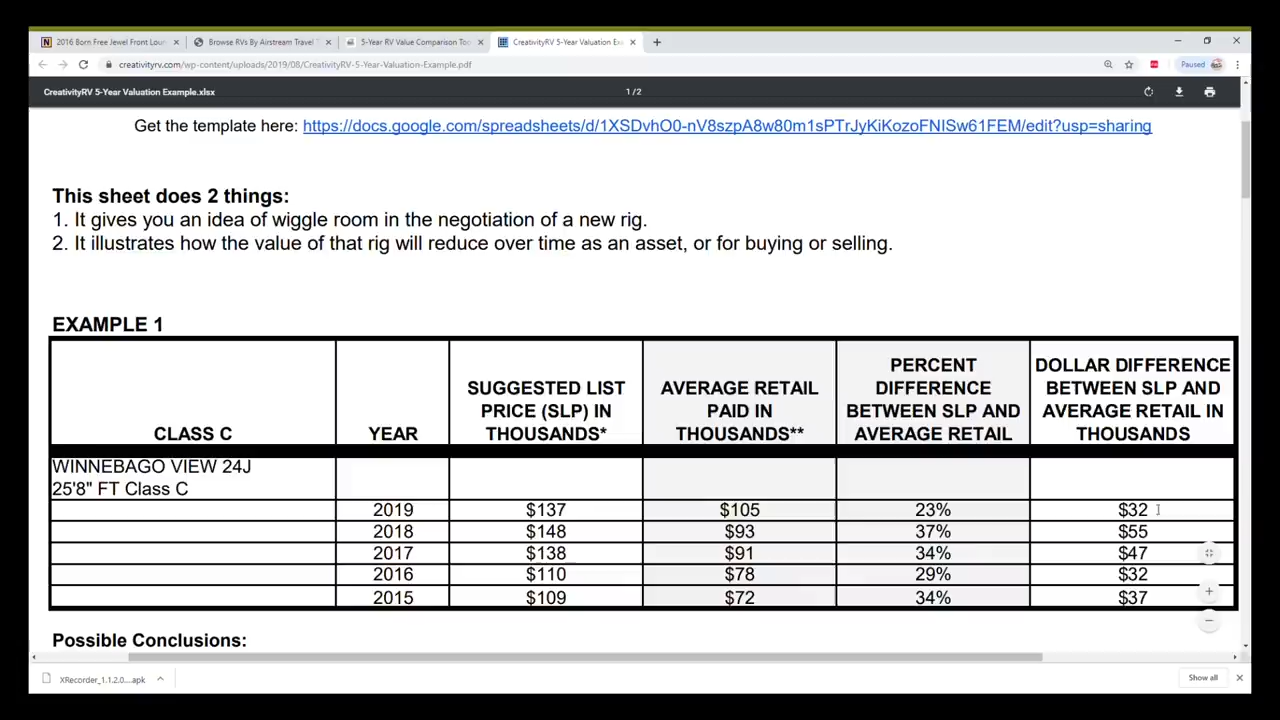 2016 Born Free Jewel Front Lou
Browse RVs By Airstream Travel T
5-Year RV Value Comparison Too
CreativityRV 5-Year Valuation Exa
creativityrv.com/wp-content/uploads/2019/08/CreativityRV-5-Year-Valuation-Example.pdf
Paused
CreativityRV 5-Year Valuation Example.xlsx
1 / 2
Get the template here: https://docs.google.com/spreadsheets/d/1XSDvhO0-nV8szpA8w80m1sPTrJyKiKozoFNISw61FEM/edit?usp=sharing
This sheet does 2 things:
1. It gives you an idea of wiggle room in the negotiation of a new rig.
2. It illustrates how the value of that rig will reduce over time as an asset, or for buying or selling.
EXAMPLE 1
CLASS C
YEAR
SUGGESTED LIST
PRICE (SLP) IN
THOUSANDS*
AVERAGE RETAIL
PAID IN
THOUSANDS**
PERCENT
DIFFERENCE
BETWEEN SLP AND
AVERAGE RETAIL
DOLLAR DIFFERENCE
BETWEEN SLP AND
AVERAGE RETAIL IN
THOUSANDS
WINNEBAGO VIEW 24J
25'8" FT Class C
2019 $137 $105 23% $32
2018 $148 $93 37% $55
2017 $138 $91 34% $47
2016 $110 $78 29% $32
2015 $109 $72 34% $37
Possible Conclusions:
XRecorder_1.1.2.0....apk
Show all